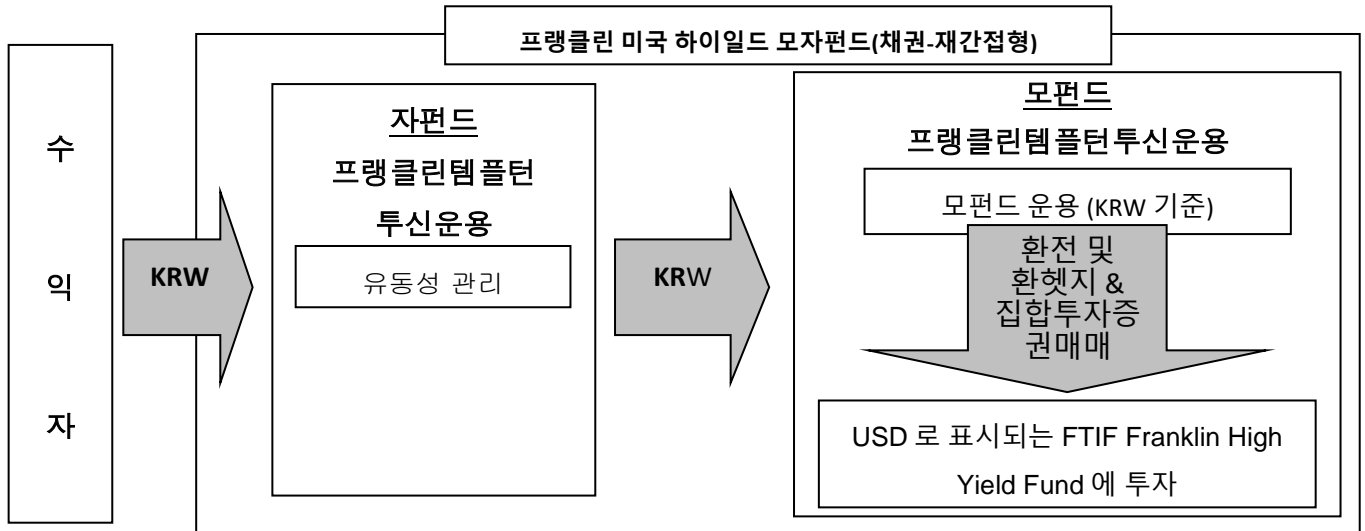 프랭클린 미국 하이일드 모자펀드(채권-재간접형)
수
익
자
KRW
자펀드
프랭클린템플턴
투신운용
유동성 관리
KRW
모펀드
프랭클린템플턴투신운용
모펀드 운용 (KRW 기준)
환전 및
환헷지 &
집합투자증
권매매
USD 로 표시되는 FTIF Franklin High
Yield Fund 에 투자